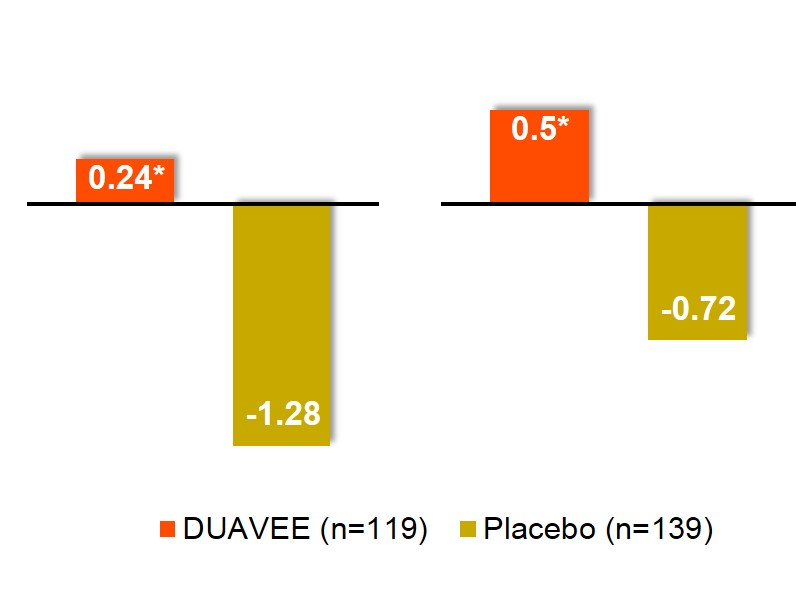 0.24*
0.5*
-1.28
-0.72
DUAVEE (n=119) Placebo (n=139)